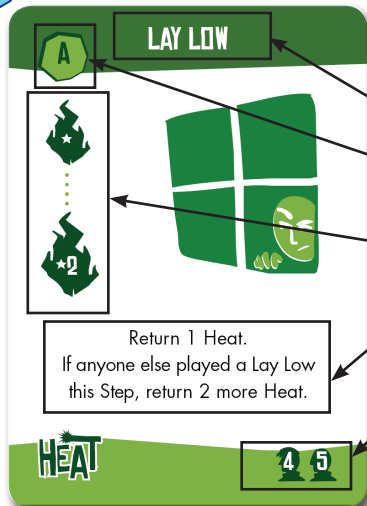 LAY LOW
A
★
★2
Return 1 Heat.
If anyone else played a Lay Low
this Step, return 2 more Heat.
HEAT
4 5